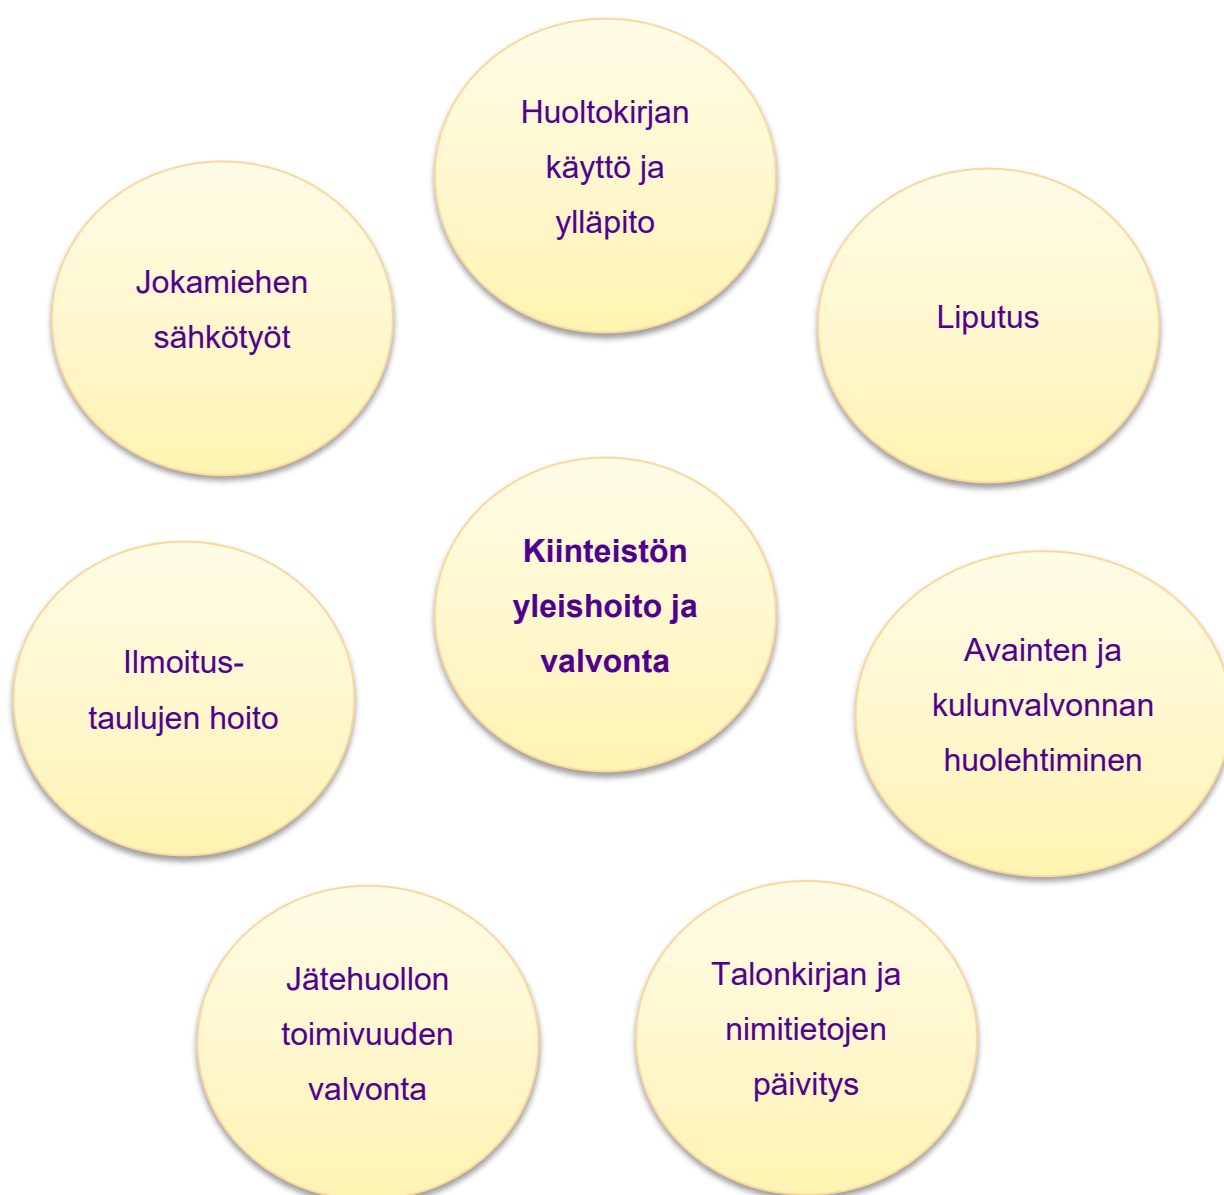 Huoltokirjan
käyttö ja
ylläpito
Jokamiehen
sähkötyöt
Liputus
Kiinteistön
yleishoito ja
valvonta
Ilmoitus-
taulujen hoito
Avainten ja
kulunvalvonnan
huolehtiminen
Jätehuollon
toimivuuden
valvonta
Talonkirjan ja
nimitietojen
päivitys